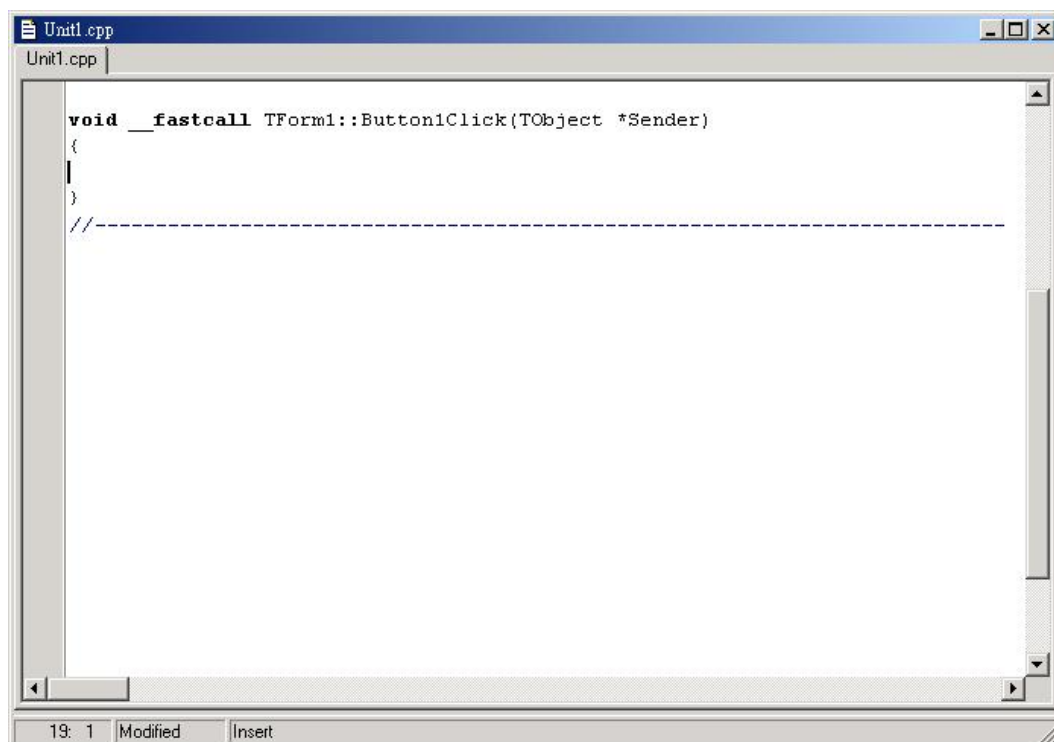 Unit1.cpp
Unit1.cpp
void __fastcall TForm1::Button1Click(TObject *Sender)
{
}
//---------------------------------------------------------------------------
19: 1 Modified Insert